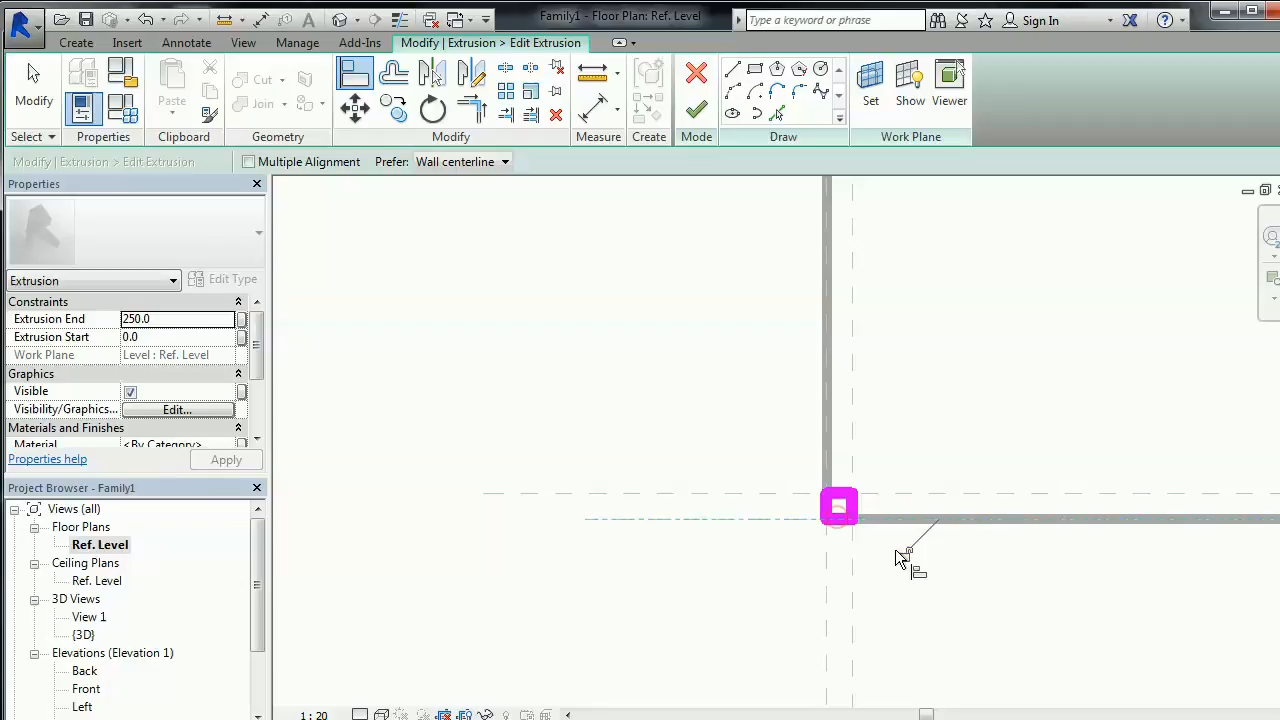 Family1 - Floor Plan: Ref. Level
Type a keyword or phrase
Sign In
Create Insert Annotate View Manage Add-Ins Modify | Extrusion > Edit Extrusion
Modify
Paste
Cut
Join
Set Show Viewer
Select Properties Clipboard Geometry Modify Measure Create Mode Draw Work Plane
Modify | Extrusion > Edit Extrusion
Multiple Alignment Prefer: Wall centerline
Properties
Extrusion
Edit Type
Constraints
Extrusion End 250.0
Extrusion Start 0.0
Work Plane Level : Ref. Level
Graphics
Visible
Visibility/Graphics... Edit...
Materials and Finishes
Material <By Category>
Properties help Apply
Project Browser - Family1
Views (all)
Floor Plans
Ref. Level
Ceiling Plans
Ref. Level
3D Views
View 1
{3D}
Elevations (Elevation 1)
Back
Front
Left
1 : 20